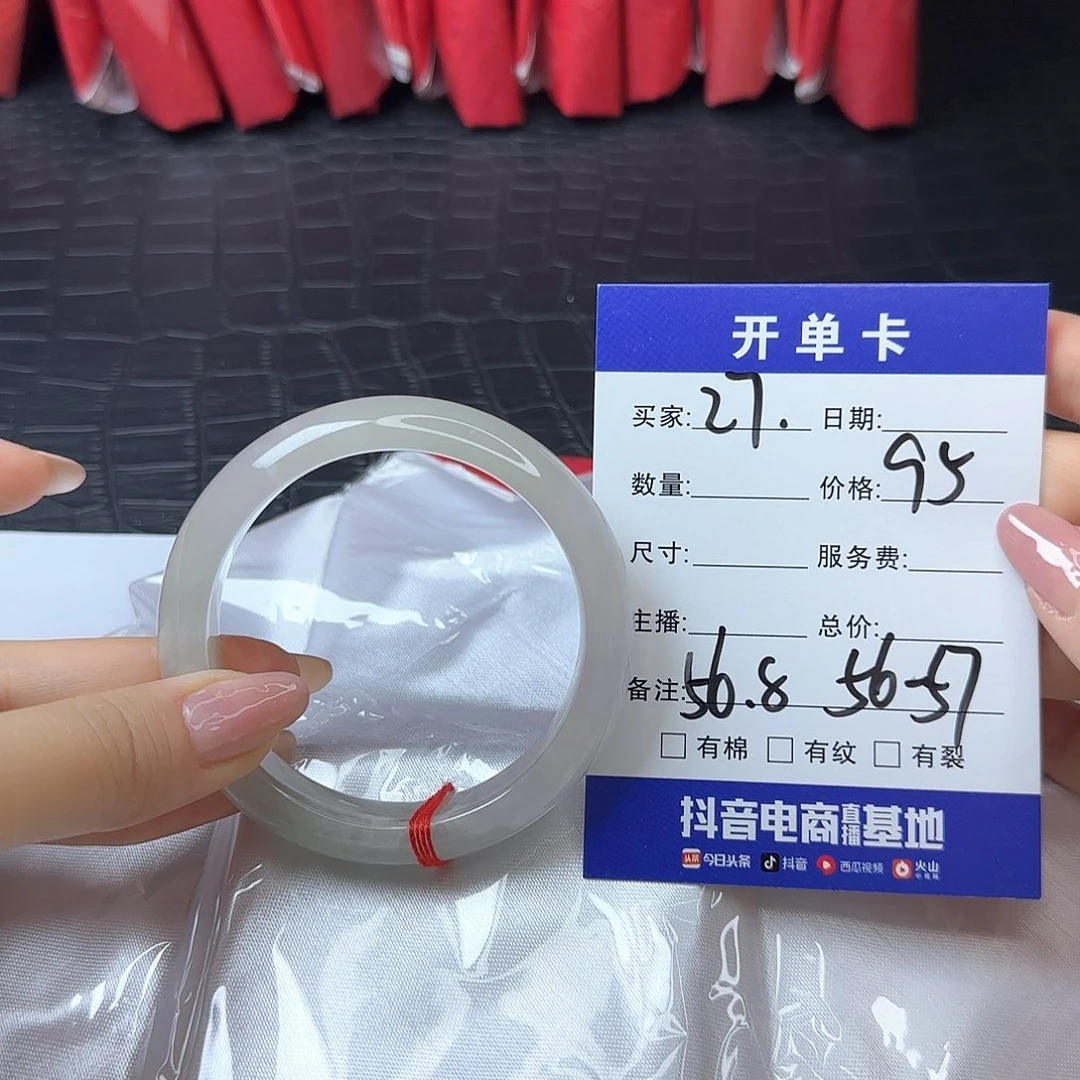 开单卡
买家: 27. 日期:
数量: 价格: 95
尺寸: 服务费:
主播: 总价:
备注: 56.8 56-57
□ 有棉 □ 有纹 □ 有裂
抖音电商直播基地
头条 今日头条 抖音 西瓜视频 火山